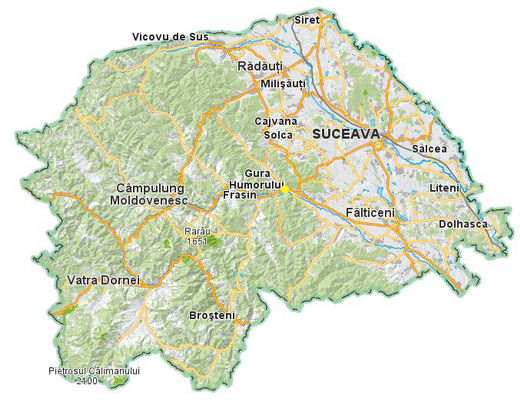 Siret
Vicovu de Sus
Rădăuți
Milișăuți
Cajvana
Solca
SUCEAVA
Sălcea
Gura
Humorului
Frasin
Câmpulung
Moldovenesc
Liteni
Fălticeni
Dolhasca
Rarău
1651
Vatra Dornei
Broșteni
Pietrosul Călimanului
2100